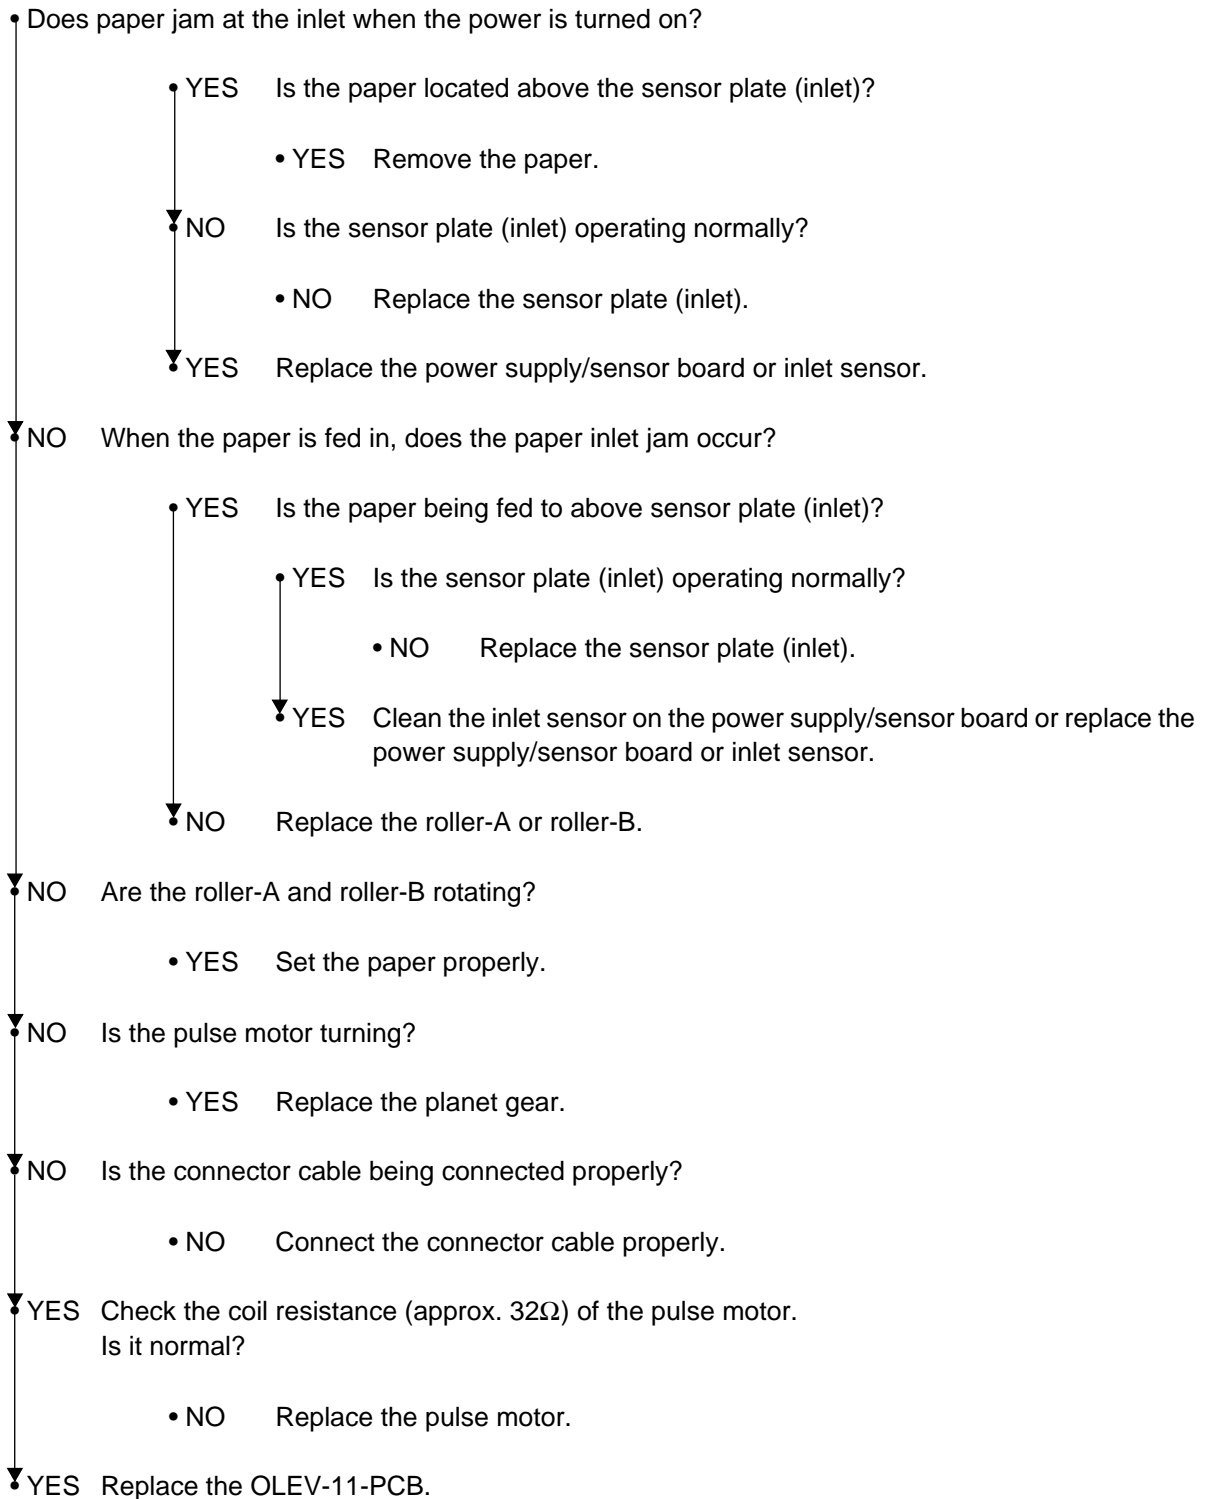 • Does paper jam at the inlet when the power is turned on?
• YES Is the paper located above the sensor plate (inlet)?
• YES Remove the paper.
• NO Is the sensor plate (inlet) operating normally?
• NO Replace the sensor plate (inlet).
• YES Replace the power supply/sensor board or inlet sensor.
• NO When the paper is fed in, does the paper inlet jam occur?
• YES Is the paper being fed to above sensor plate (inlet)?
• YES Is the sensor plate (inlet) operating normally?
• NO Replace the sensor plate (inlet).
• YES Clean the inlet sensor on the power supply/sensor board or replace the
power supply/sensor board or inlet sensor.
• NO Replace the roller-A or roller-B.
• NO Are the roller-A and roller-B rotating?
• YES Set the paper properly.
• NO Is the pulse motor turning?
• YES Replace the planet gear.
• NO Is the connector cable being connected properly?
• NO Connect the connector cable properly.
• YES Check the coil resistance (approx. 32Ω) of the pulse motor.
Is it normal?
• NO Replace the pulse motor.
• YES Replace the OLEV-11-PCB.